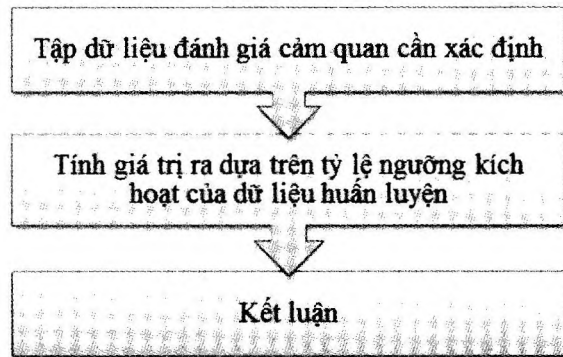 Tập dữ liệu đánh giá cảm quan cần xác định
Tính giá trị ra dựa trên tỷ lệ ngưỡng kích
hoạt của dữ liệu huấn luyện
Kết luận